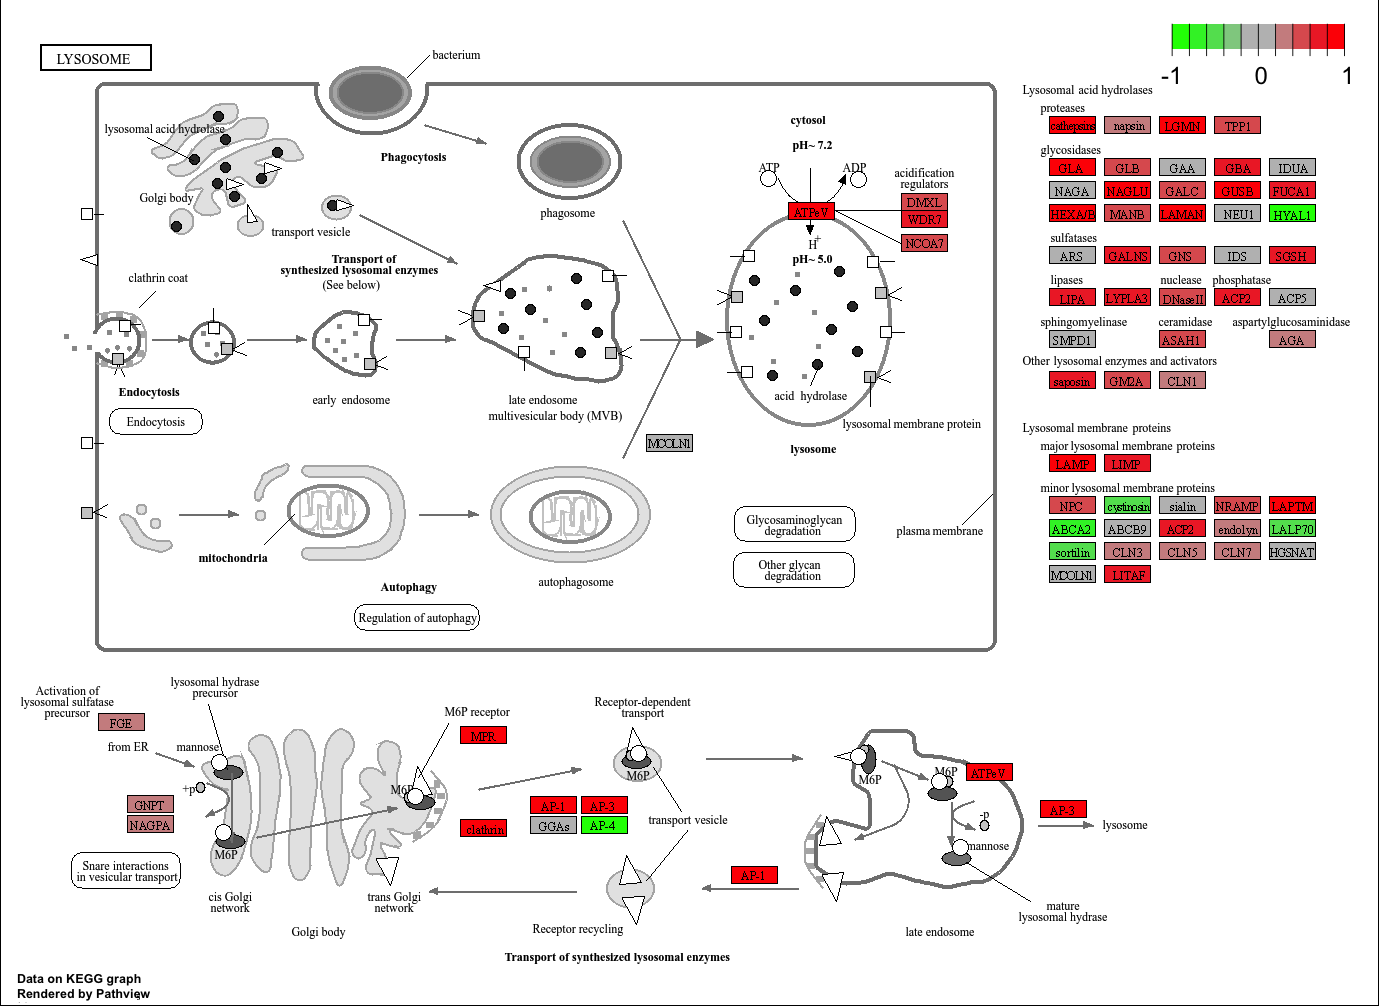 LYSOSOME
bacterium
-1 0 1
lysosomal acid hydrolase
Phagocytosis
Golgi body
phagosome
transport vesicle
Transport of
synthesized lysosomal enzymes
(See below)
clathrin coat
Endocytosis
Endocytosis
early endosome
late endosome
multivesicular body (MVB)
MCOLN1
cytosol
pH~ 7.2
ATP
ADP
ATPeV
H+
pH~ 5.0
acidification
regulators
DMXL
WDR7
NCOA7
acid hydrolase
lysosomal membrane protein
lysosome
mitochondria
Autophagy
autophagosome
Regulation of autophagy
Glycosaminoglycan
degradation
Other glycan
degradation
plasma membrane
Lysosomal acid hydrolases
proteases
cathepsins napsin LGMN TPP1
glycosidases
GLA GLB GAA GBA IDUA
NAGA NAGLU GALC GUSB FUCA1
HEXA/B MANB LAMAN NEU1 HYAL1
sulfatases
ARS GALNS GNS IDS SGSH
lipases nuclease phosphatase
LIPA LYPLA3 DNaseII ACP2 ACP5
sphingomyelinase ceramidase aspartylglucosaminidase
SMPD1 ASAH1 AGA
Other lysosomal enzymes and activators
saposin GM2A CLN1
Lysosomal membrane proteins
major lysosomal membrane proteins
LAMP LIMP
minor lysosomal membrane proteins
NPC cystinosin sialin NRAMP LAPTM
ABCA2 ABCB9 ACP2 endolyn LALP70
sortilin CLN3 CLN5 CLN7 HGSNAT
MCOLN1 LITAF
Activation of
lysosomal sulfatase
precursor
FGE
lysosomal hydrase
precursor
from ER
mannose
M6P
+p
GNPT
NAGPA
M6P
Snare interactions
in vesicular transport
cis Golgi
network
Golgi body
trans Golgi
network
M6P receptor
MPR
M6P
clathrin
AP-1 AP-3
GGAs AP-4
Receptor-dependent
transport
M6P
transport vesicle
Receptor recycling
AP-1
M6P
M6P
ATPeV
-p
mannose
AP-3
lysosome
mature
lysosomal hydrase
late endosome
Transport of synthesized lysosomal enzymes
Data on KEGG graph
Rendered by Pathview